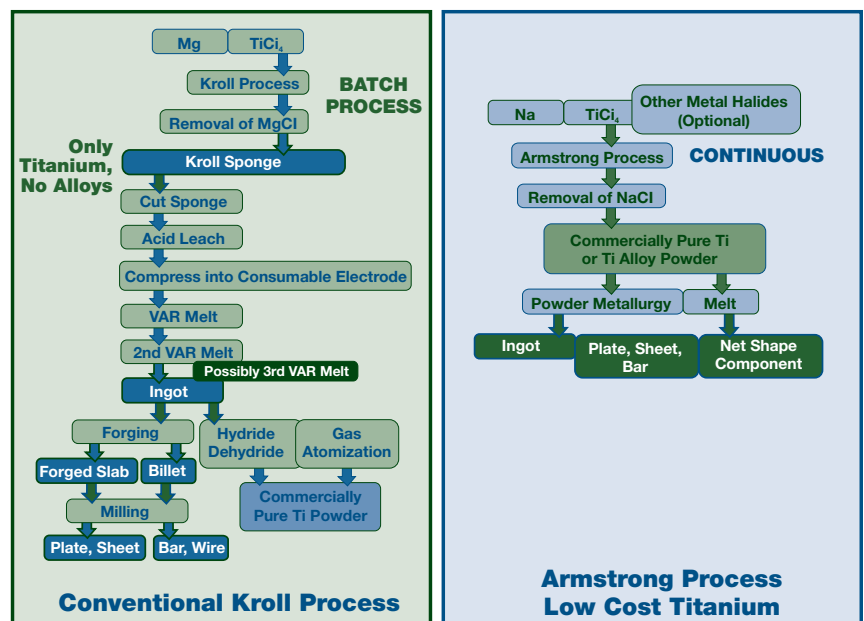 Mg
TiCi₄
Kroll Process
BATCH
PROCESS
Removal of MgCl
Only
Titanium,
No Alloys
Kroll Sponge
Cut Sponge
Acid Leach
Compress into Consumable Electrode
VAR Melt
2nd VAR Melt
Possibly 3rd VAR Melt
Ingot
Forging
Hydride
Dehydride
Gas
Atomization
Forged Slab
Billet
Commercially
Pure Ti Powder
Milling
Plate, Sheet
Bar, Wire
Conventional Kroll Process
Na
TiCi₄
Other Metal Halides
(Optional)
Armstrong Process
CONTINUOUS
Removal of NaCl
Commercially Pure Ti
or Ti Alloy Powder
Powder Metallurgy
Melt
Ingot
Plate, Sheet,
Bar
Net Shape
Component
Armstrong Process
Low Cost Titanium